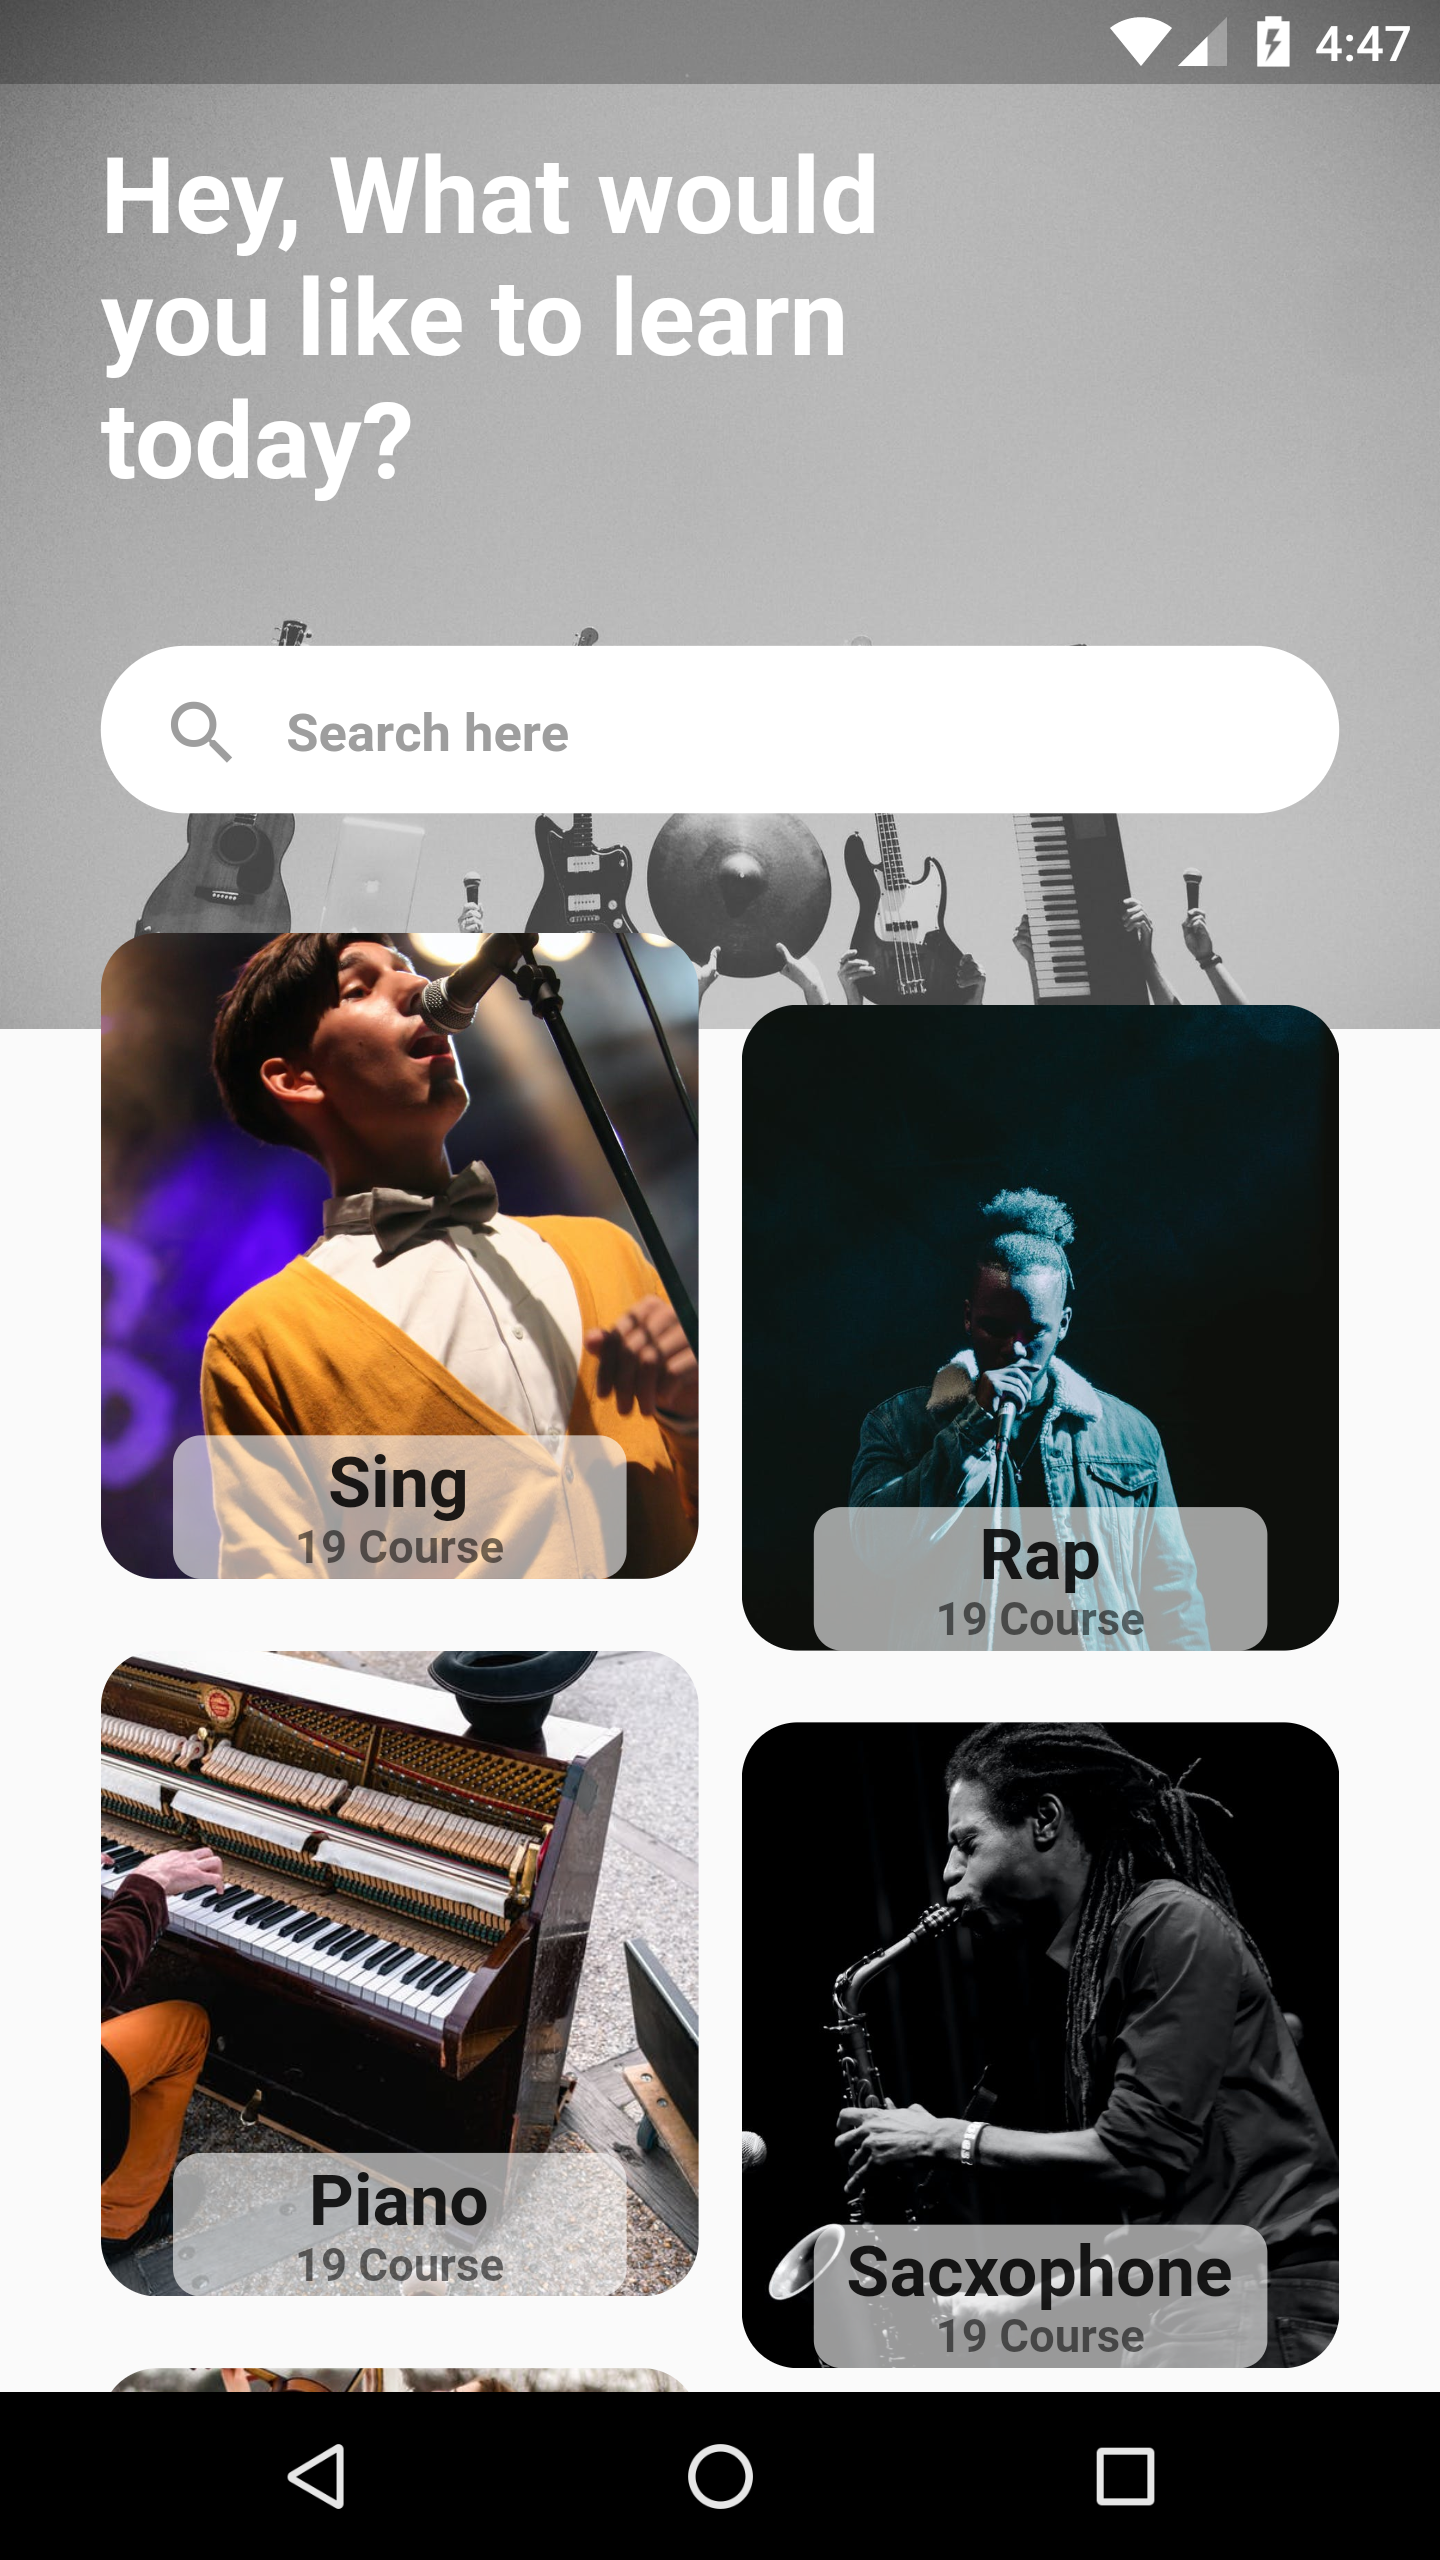 4:47
Hey, What would
you like to learn
today?
Search here
Sing
19 Course
Rap
19 Course
Piano
19 Course
Sacxophone
19 Course